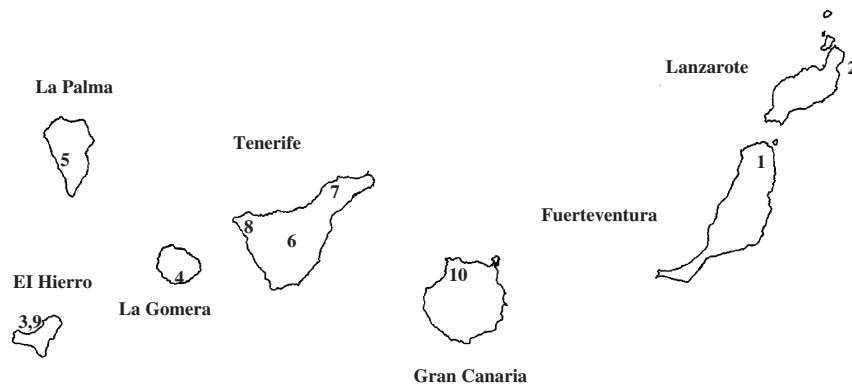 Lanzarote
2
La Palma
Tenerife
5
1
7
Fuerteventura
8
6
4
10
El Hierro
La Gomera
3,9
Gran Canaria